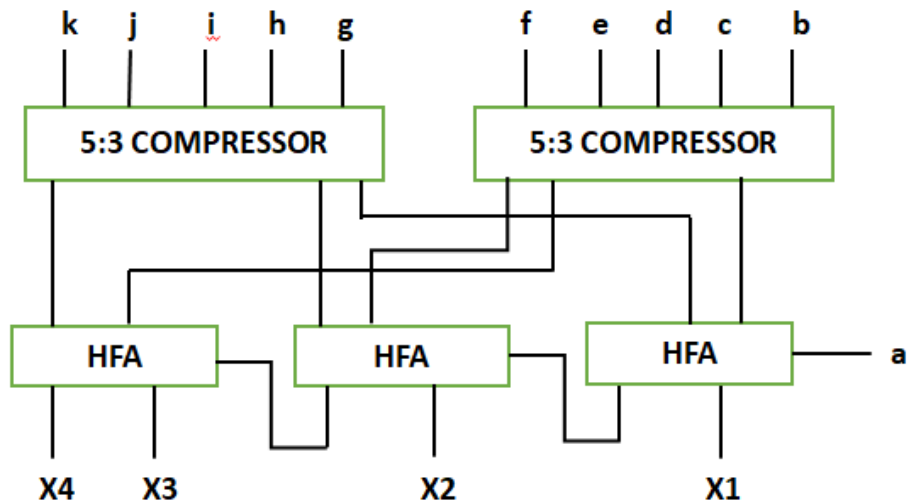 k j i h g f e d c b
5:3 COMPRESSOR 5:3 COMPRESSOR
HFA HFA HFA a
X4 X3 X2 X1